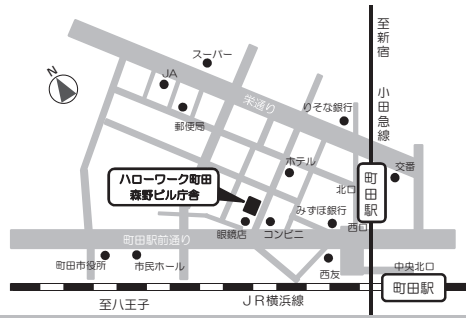 至新宿
スーパー
N
JA
栄通り
りそな銀行
小田急線
郵便局
ホテル
交番
ハローワーク町田
森野ビル庁舎
北口
町田駅
みずほ銀行
西口
眼鏡店
コンビニ
町田駅前通り
町田市役所
市民ホール
西友
中央北口
町田駅
至八王子
JR横浜線